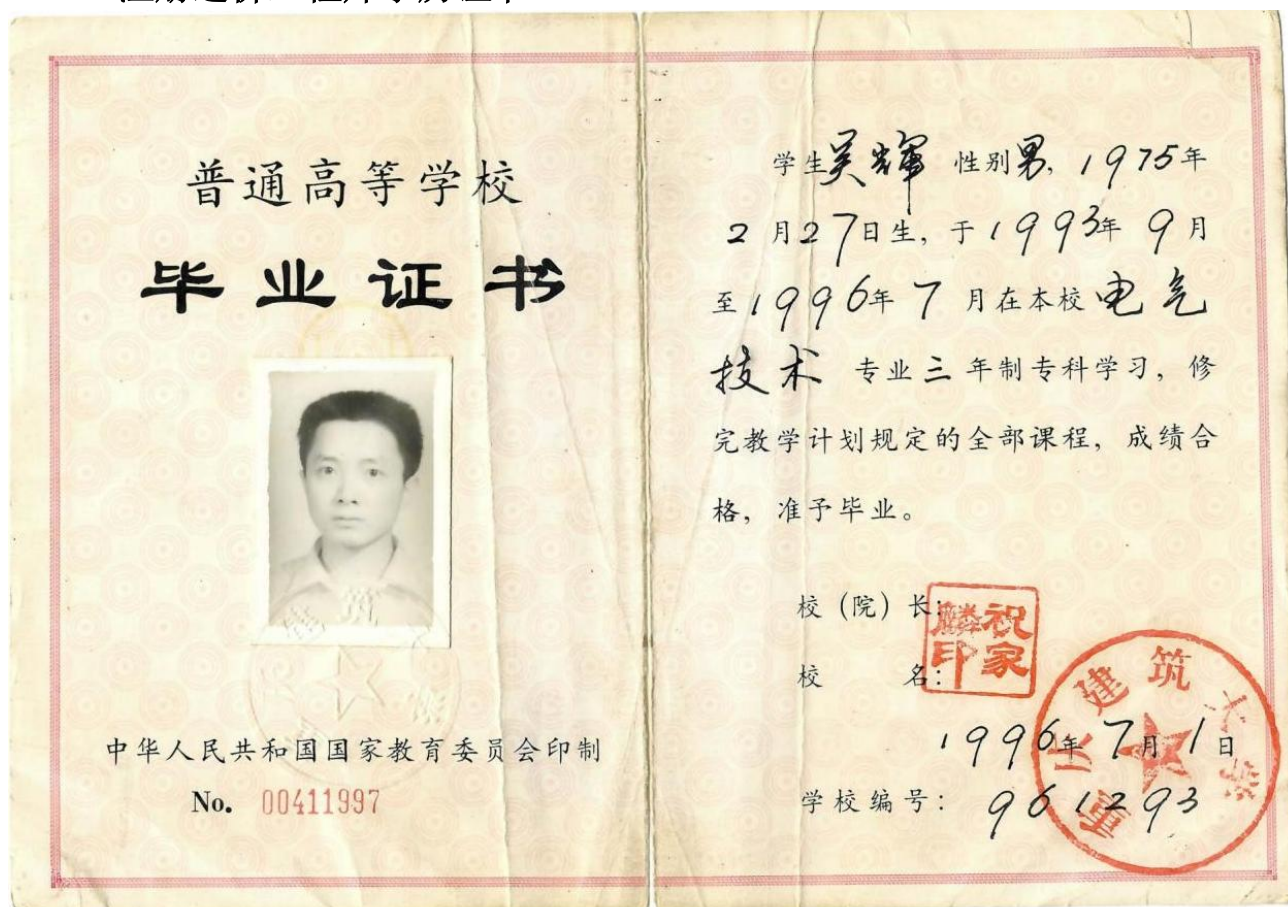 普通高等学校
毕业证书
中华人民共和国国家教育委员会印制
No. 00411997
学生吴辉 性别男, 1975年
2月27日生, 于1993年9月
至1996年7月在本校电气
技术 专业三年制专科学习, 修
完教学计划规定的全部课程, 成绩合
格, 准予毕业。
校(院)长:
祝家麟印
校 名:
重庆建筑大学
1996年7月1日
学校编号: 961293